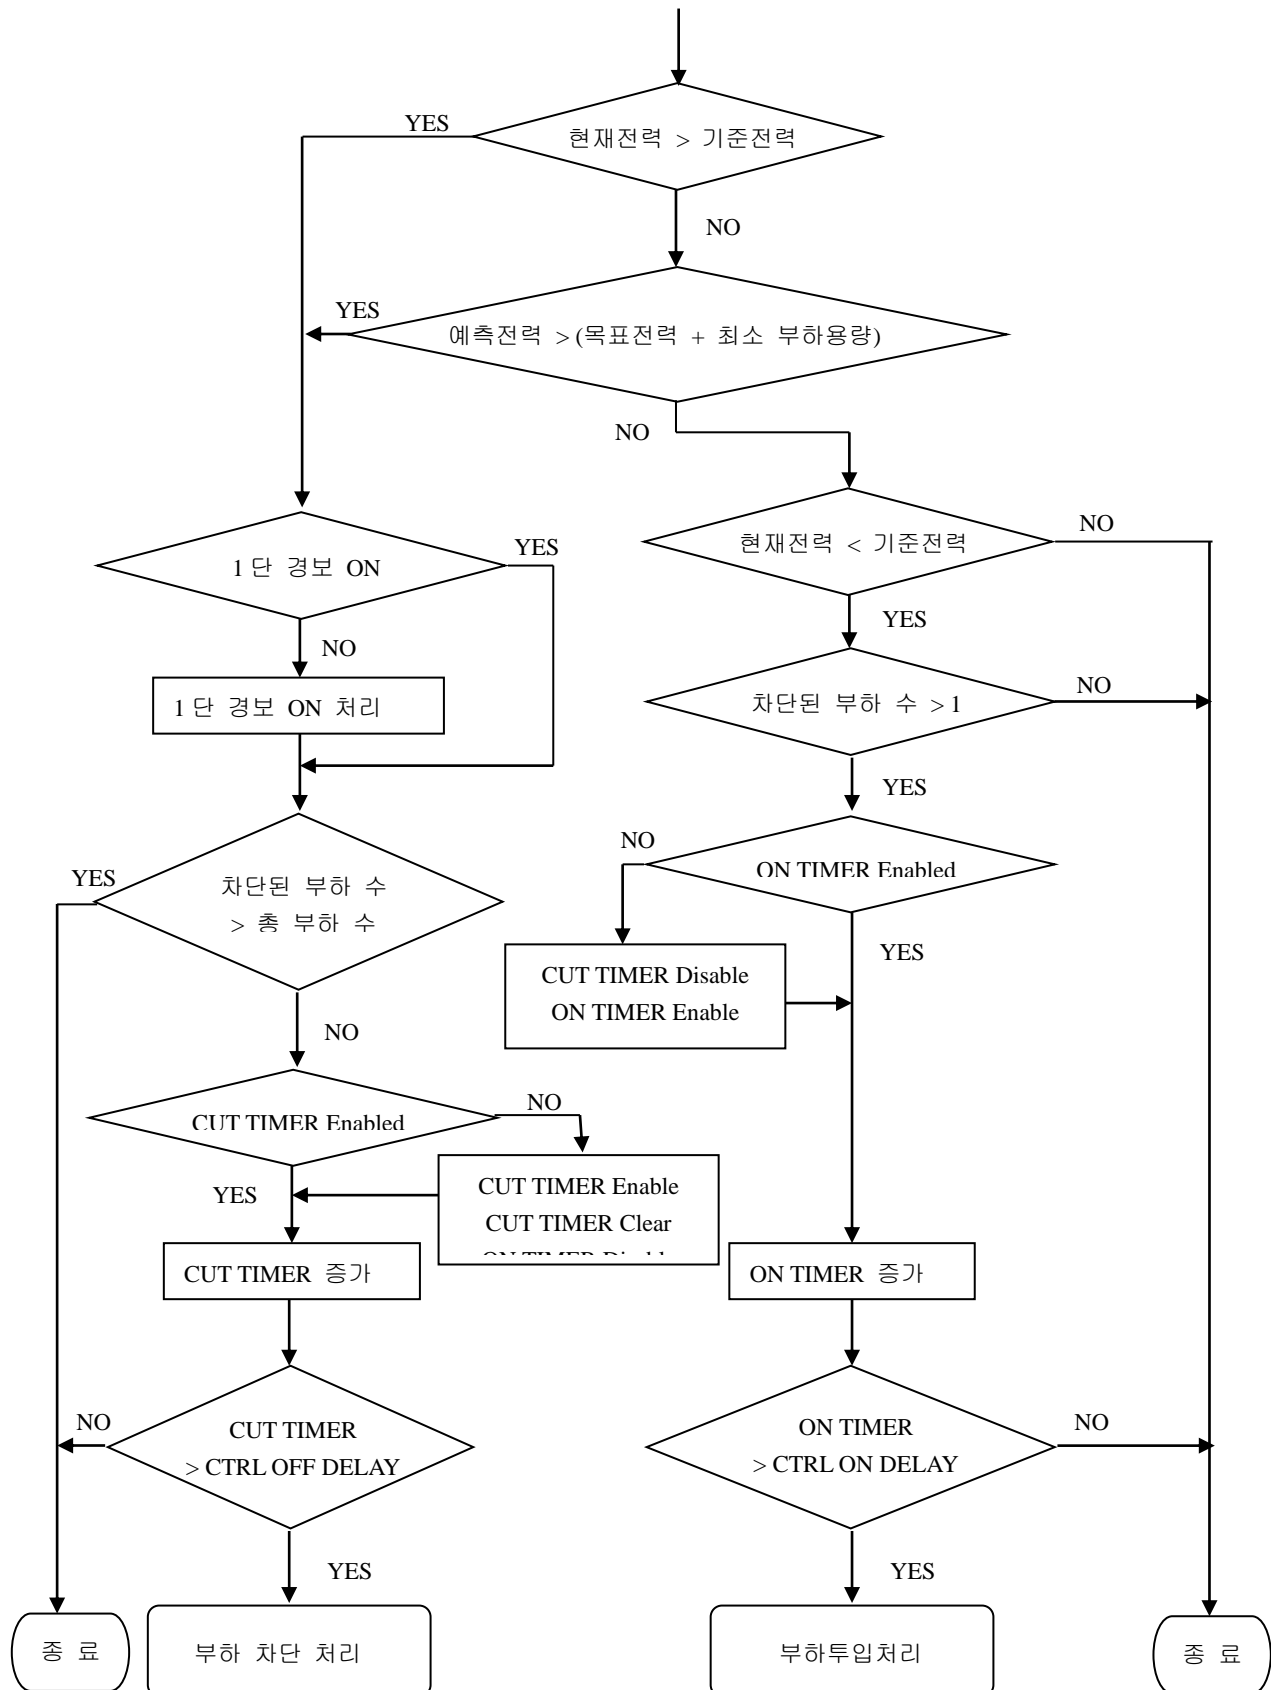 YES
현재전력 > 기준전력
NO
YES
예측전력 > (목표전력 + 최소 부하용량)
NO
현재전력 < 기준전력
NO
1 단 경보 ON
YES
YES
NO
1 단 경보 ON 처리
차단된 부하 수 > 1
NO
YES
NO
ON TIMER Enabled
YES
차단된 부하 수
> 총 부하 수
YES
CUT TIMER Disable
ON TIMER Enable
NO
CUT TIMER Enabled
NO
YES
CUT TIMER Enable
CUT TIMER Clear
CUT TIMER 증가
ON TIMER 증가
NO
CUT TIMER
> CTRL OFF DELAY
ON TIMER
> CTRL ON DELAY
NO
YES
YES
종 료
부하 차단 처리
부하투입처리
종 료